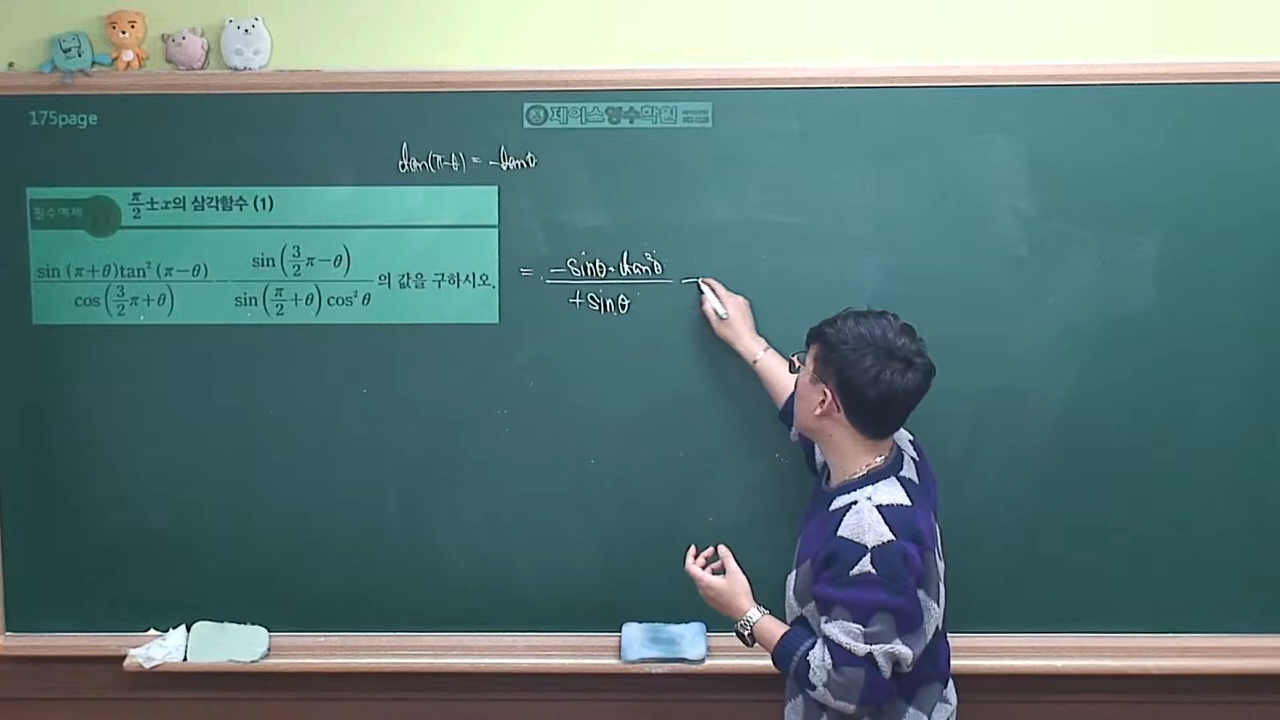 175page
제이스영수학원
tan(π-θ) = -tanθ
필수예제
π/2 ± x의 삼각함수 (1)
sin(π+θ)tan²(π-θ) / cos(3/2 π+θ) - sin(3/2 π-θ) / sin(π/2+θ)cos²θ 의 값을 구하시오.
= -sinθ·tan²θ / +sinθ -